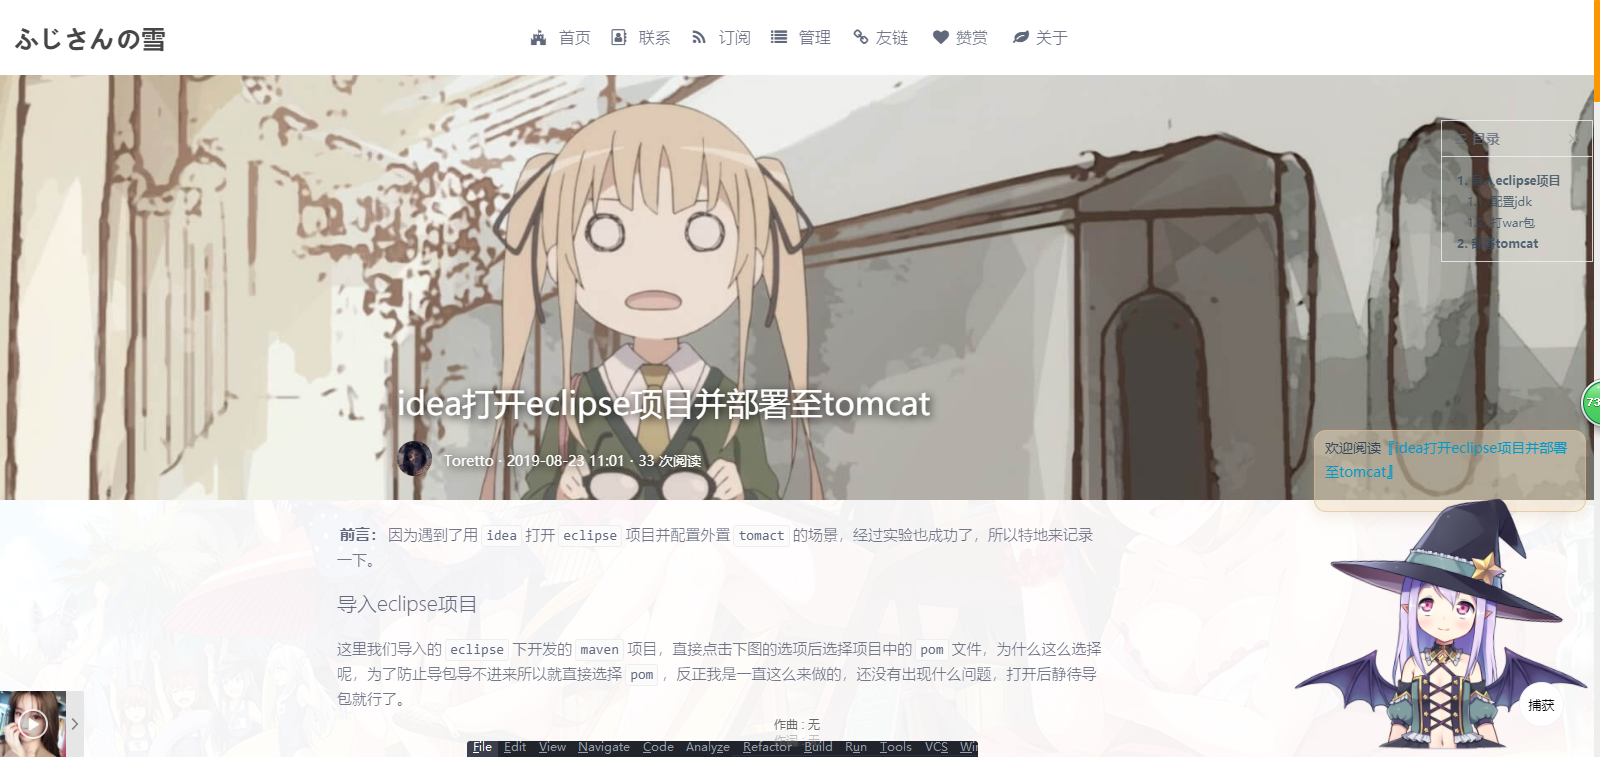 ふじさんの雪
首页 联系 订阅 管理 友链 赞赏 关于
目录
1. 导入eclipse项目
1.1. 配置jdk
1.2. 打war包
2. 部署tomcat
idea打开eclipse项目并部署至tomcat
Toretto · 2019-08-23 11:01 · 33 次阅读
73
欢迎阅读『idea打开eclipse项目并部署
至tomcat』
前言： 因为遇到了用 idea 打开 eclipse 项目并配置外置 tomact 的场景，经过实验也成功了，所以特地来记录
一下。
导入eclipse项目
这里我们导入的 eclipse 下开发的 maven 项目，直接点击下图的选项后选择项目中的 pom 文件，为什么这么选择
呢，为了防止导包导不进来所以就直接选择 pom ，反正我是一直这么来做的，还没有出现什么问题，打开后静待导
包就行了。
捕获
作曲 : 无
作词 : 无
File Edit View Navigate Code Analyze Refactor Build Run Tools VCS